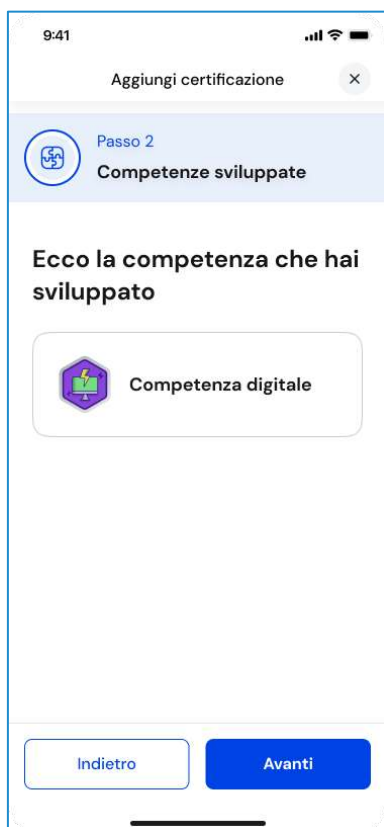 9:41
Aggiungi certificazione
Passo 2
Competenze sviluppate
Ecco la competenza che hai
sviluppato
Competenza digitale
Indietro
Avanti